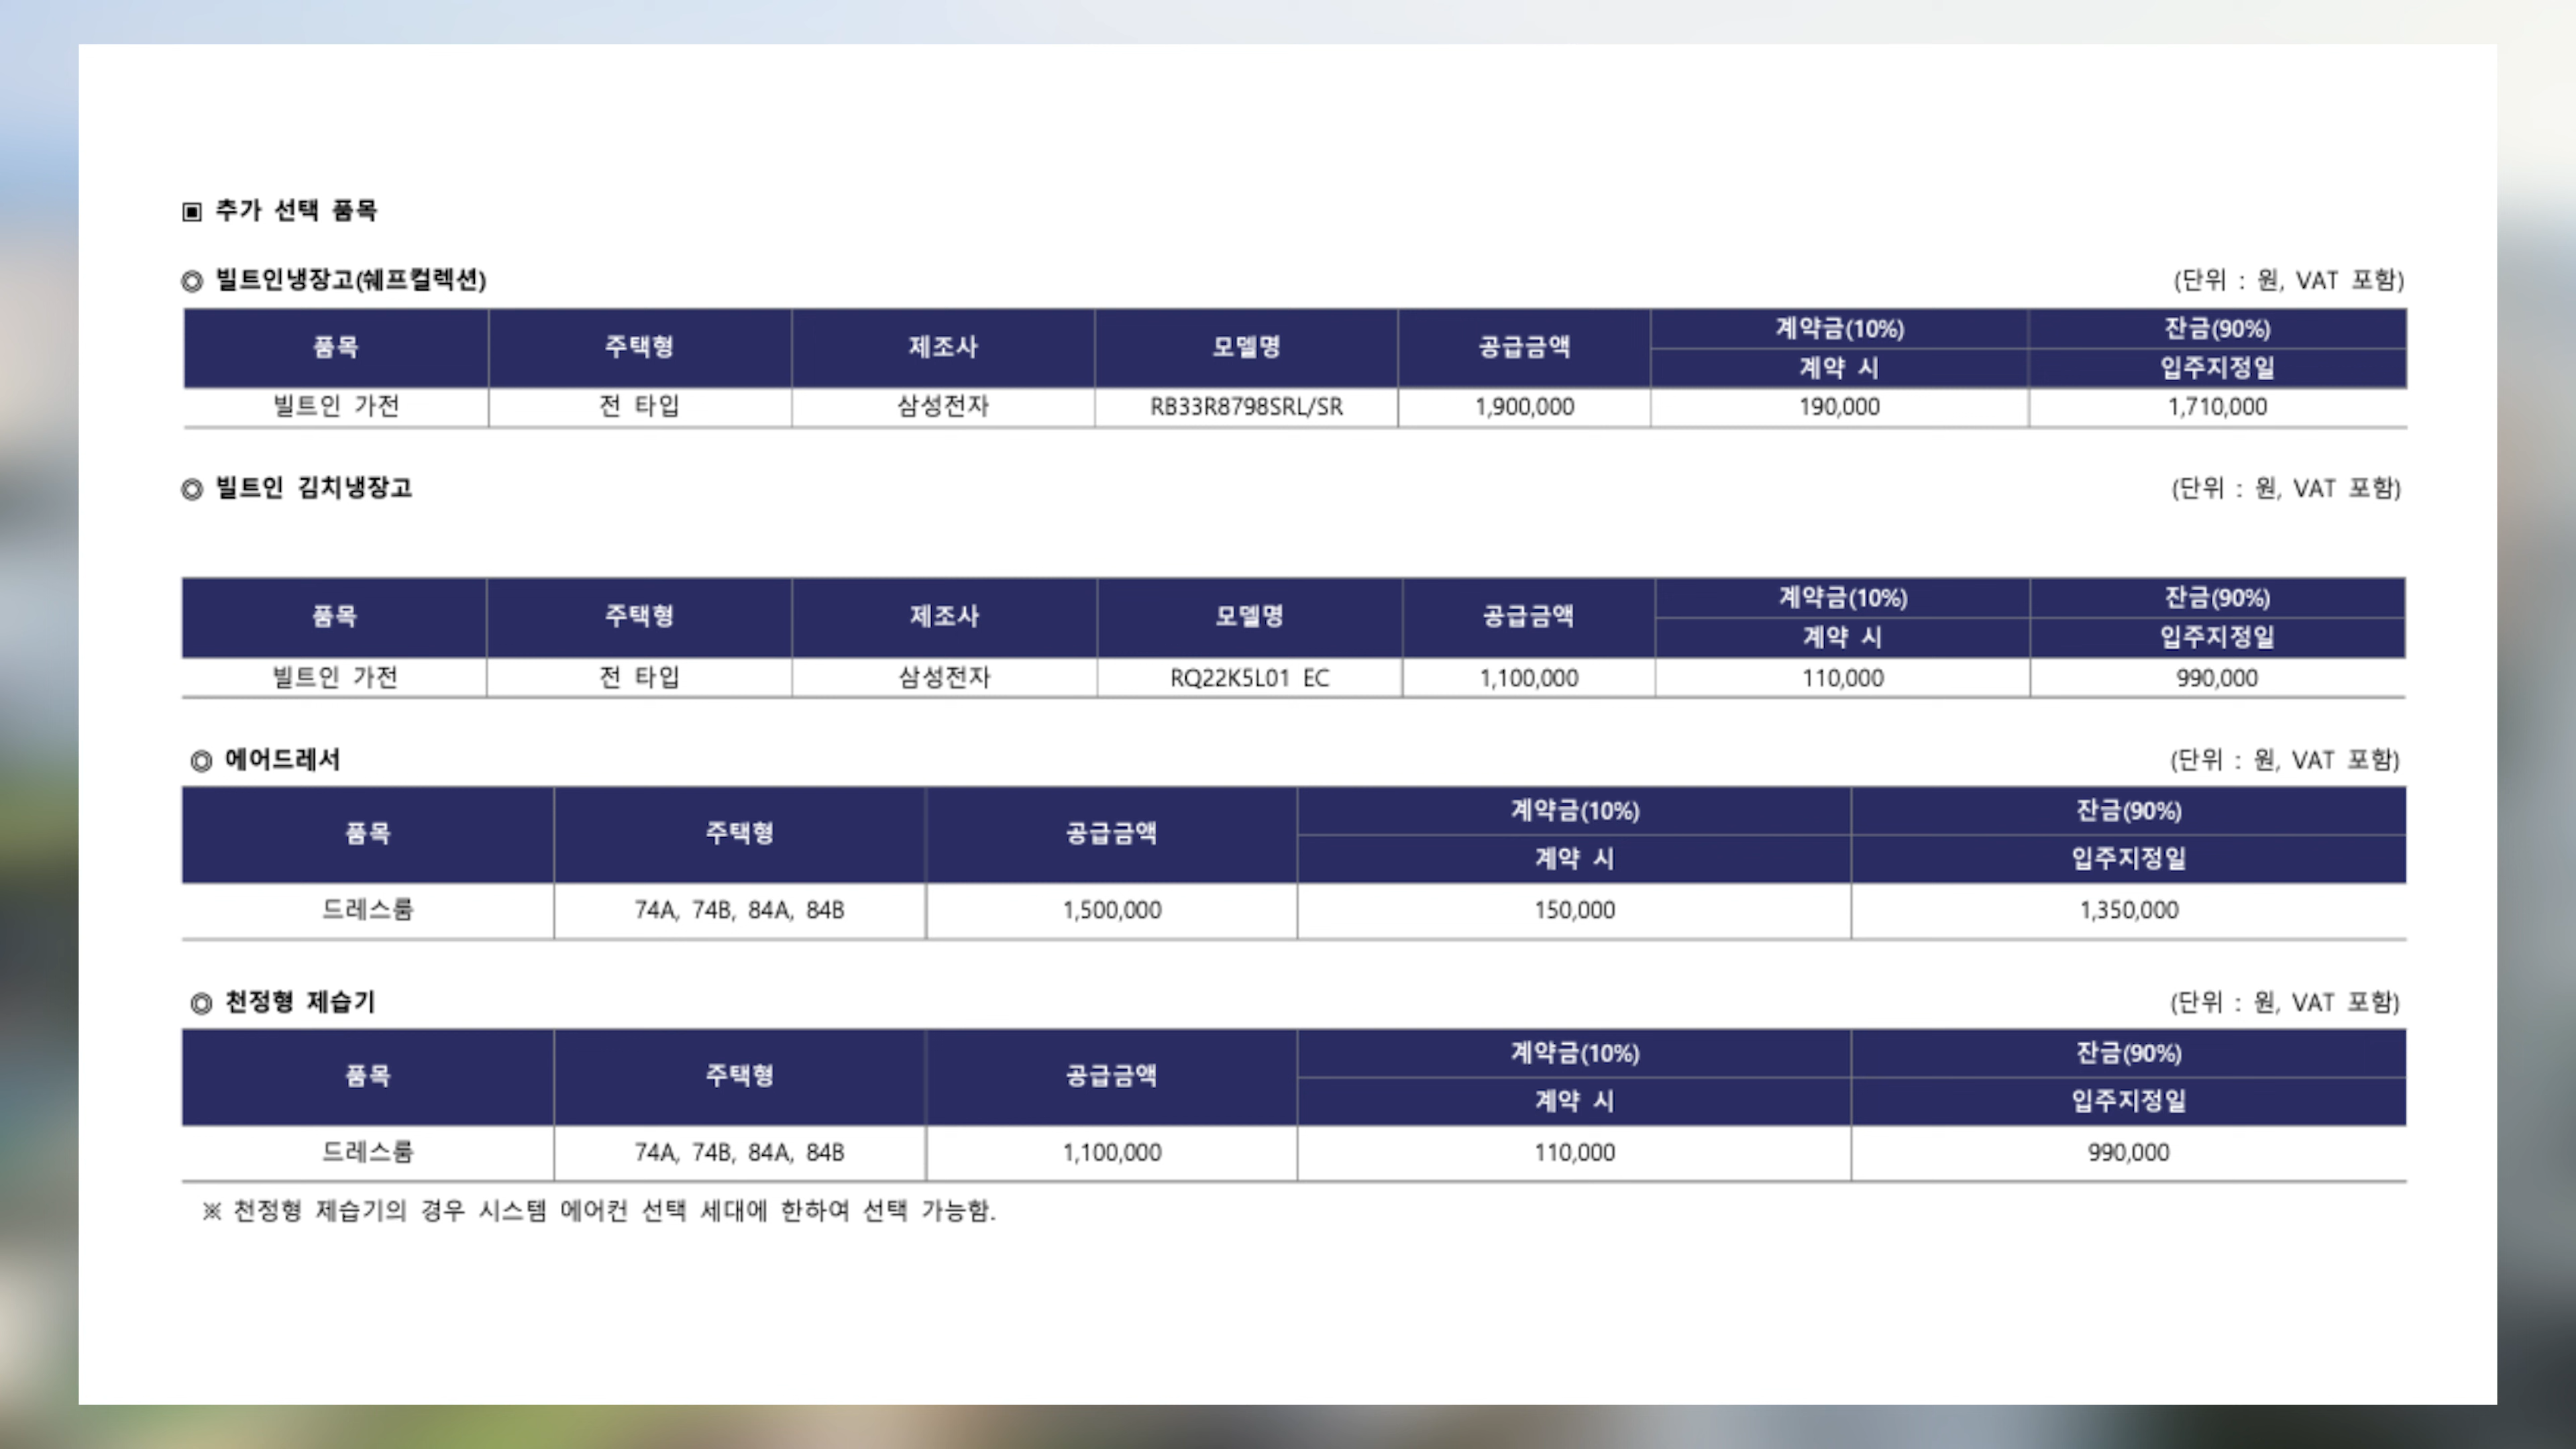 ▣ 추가 선택 품목
◎ 빌트인냉장고(쉐프컬렉션) (단위 : 원, VAT 포함)
품목 주택형 제조사 모델명 공급금액 계약금(10%) 잔금(90%)
계약 시 입주지정일
빌트인 가전 전 타입 삼성전자 RB33R8798SRL/SR 1,900,000 190,000 1,710,000
◎ 빌트인 김치냉장고 (단위 : 원, VAT 포함)
품목 주택형 제조사 모델명 공급금액 계약금(10%) 잔금(90%)
계약 시 입주지정일
빌트인 가전 전 타입 삼성전자 RQ22K5L01 EC 1,100,000 110,000 990,000
◎ 에어드레서 (단위 : 원, VAT 포함)
품목 주택형 공급금액 계약금(10%) 잔금(90%)
계약 시 입주지정일
드레스룸 74A, 74B, 84A, 84B 1,500,000 150,000 1,350,000
◎ 천정형 제습기 (단위 : 원, VAT 포함)
품목 주택형 공급금액 계약금(10%) 잔금(90%)
계약 시 입주지정일
드레스룸 74A, 74B, 84A, 84B 1,100,000 110,000 990,000
※ 천정형 제습기의 경우 시스템 에어컨 선택 세대에 한하여 선택 가능함.